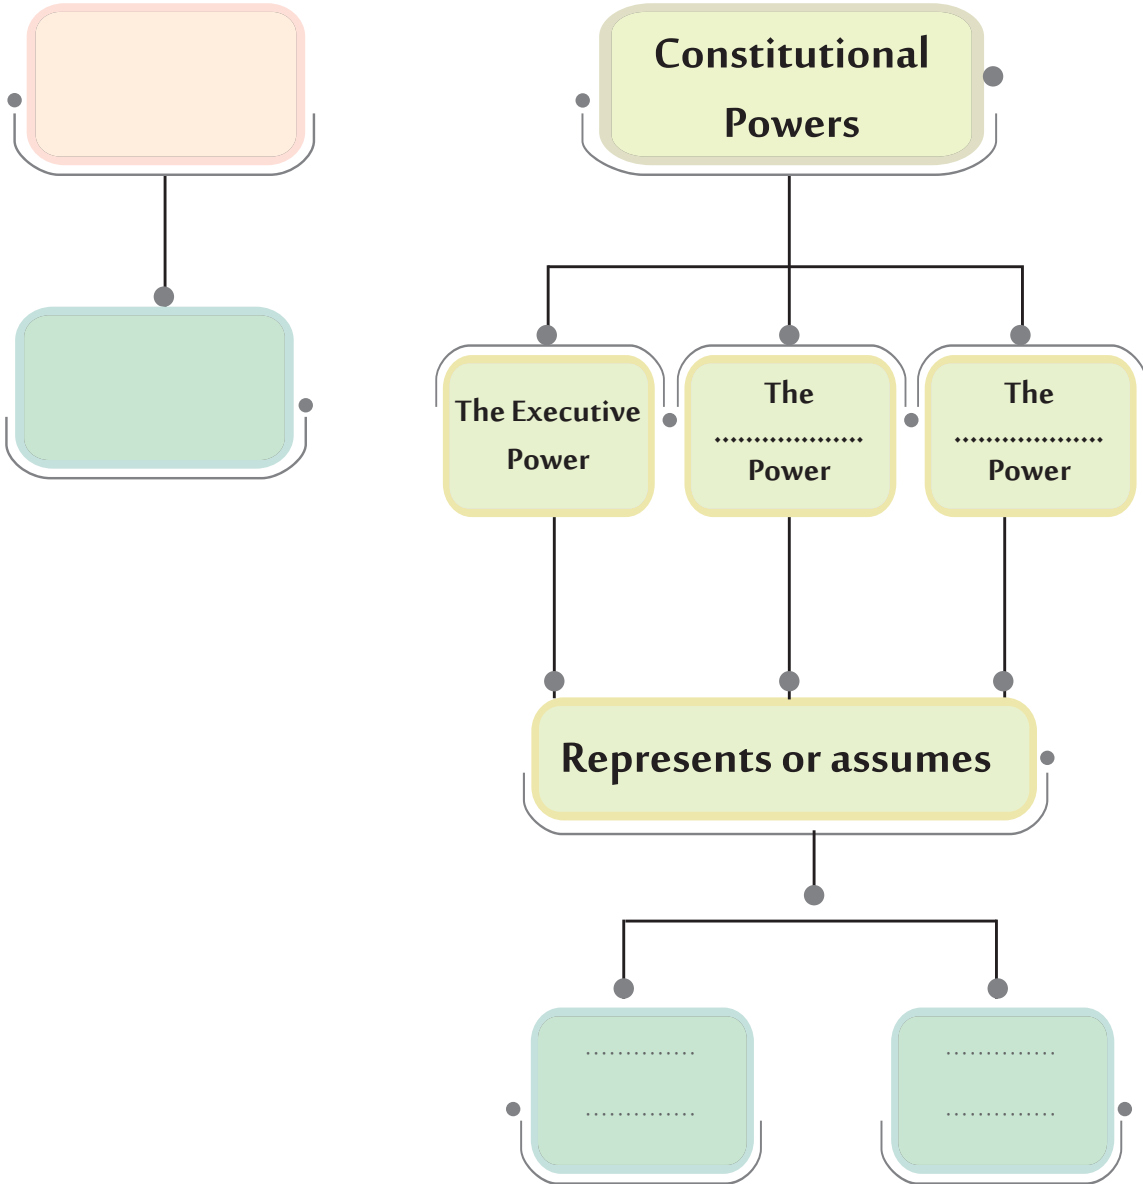 Constitutional
Powers
The Executive
Power
The
...................
Power
The
...................
Power
Represents or assumes
..............
..............
..............
..............